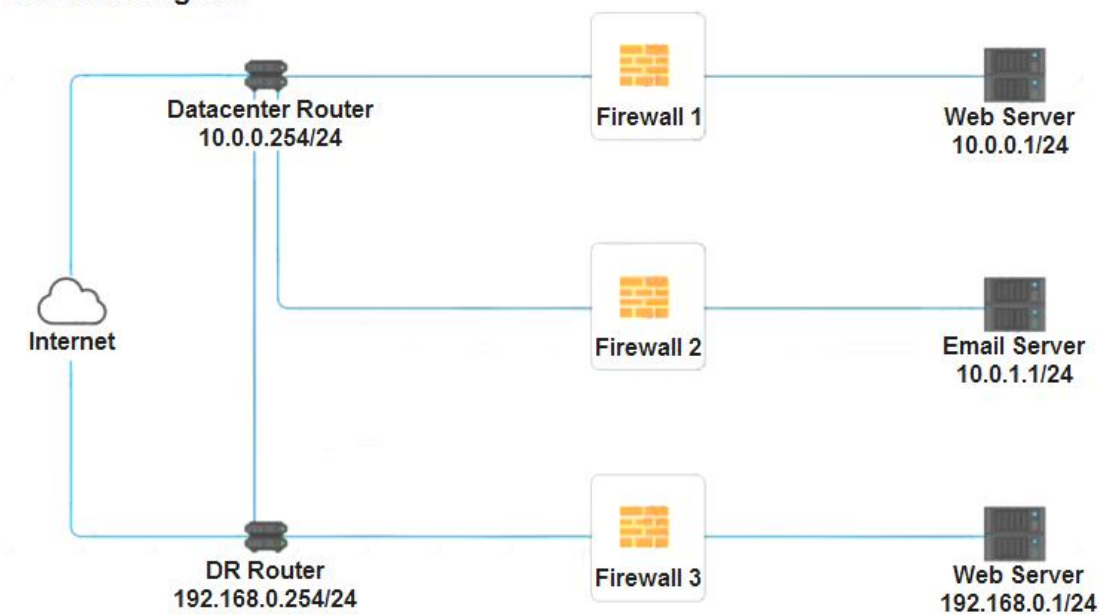 Datacenter Router
10.0.0.254/24
Firewall 1
Web Server
10.0.0.1/24
Internet
Firewall 2
Email Server
10.0.1.1/24
DR Router
192.168.0.254/24
Firewall 3
Web Server
192.168.0.1/24